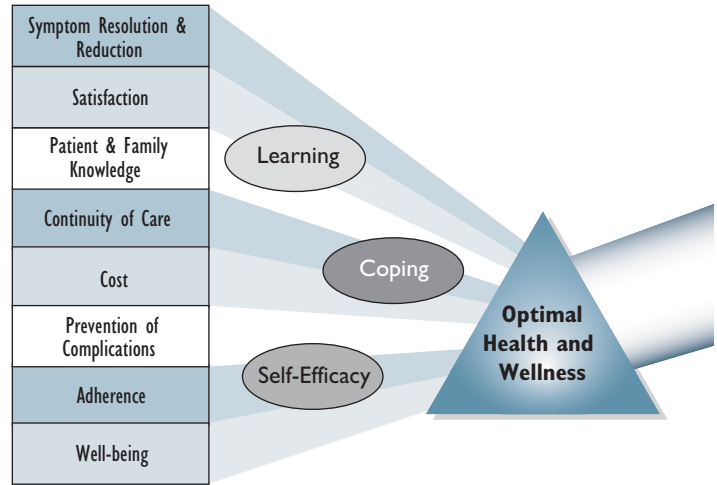 Symptom Resolution &
Reduction
Satisfaction
Patient & Family
Knowledge
Continuity of Care
Cost
Prevention of
Complications
Adherence
Well-being
Learning
Coping
Self-Efficacy
Optimal
Health and
Wellness